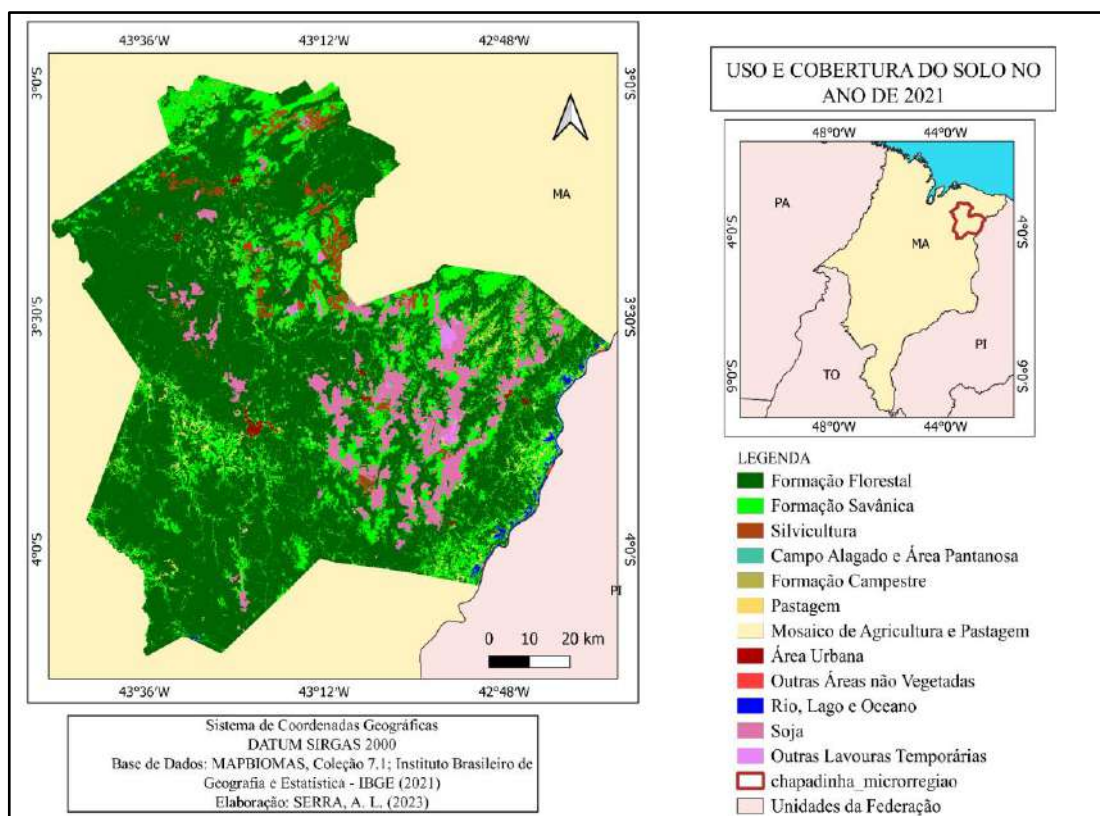 43°36'W 43°12'W 42°48'W
3°0'S
3°0'S
MA
3°30'S
3°30'S
4°0'S
4°0'S
PI
0 10 20 km
43°36'W 43°12'W 42°48'W
Sistema de Coordenadas Geográficas
DATUM SIRGAS 2000
Base de Dados: MAPBIOMAS, Coleção 7.1; Instituto Brasileiro de
Geografia e Estatística - IBGE (2021)
Elaboração: SERRA, A. L. (2023)
USO E COBERTURA DO SOLO NO
ANO DE 2021
48°0'W 44°0'W
PA
4°0'S
MA
4°0'S
PI
TO
9°0'S
9°0'S
48°0'W 44°0'W
LEGENDA
Formação Florestal
Formação Savânica
Silvicultura
Campo Alagado e Área Pantanosa
Formação Campestre
Pastagem
Mosaico de Agricultura e Pastagem
Área Urbana
Outras Áreas não Vegetadas
Rio, Lago e Oceano
Soja
Outras Lavouras Temporárias
chapadinha_microrregiao
Unidades da Federação